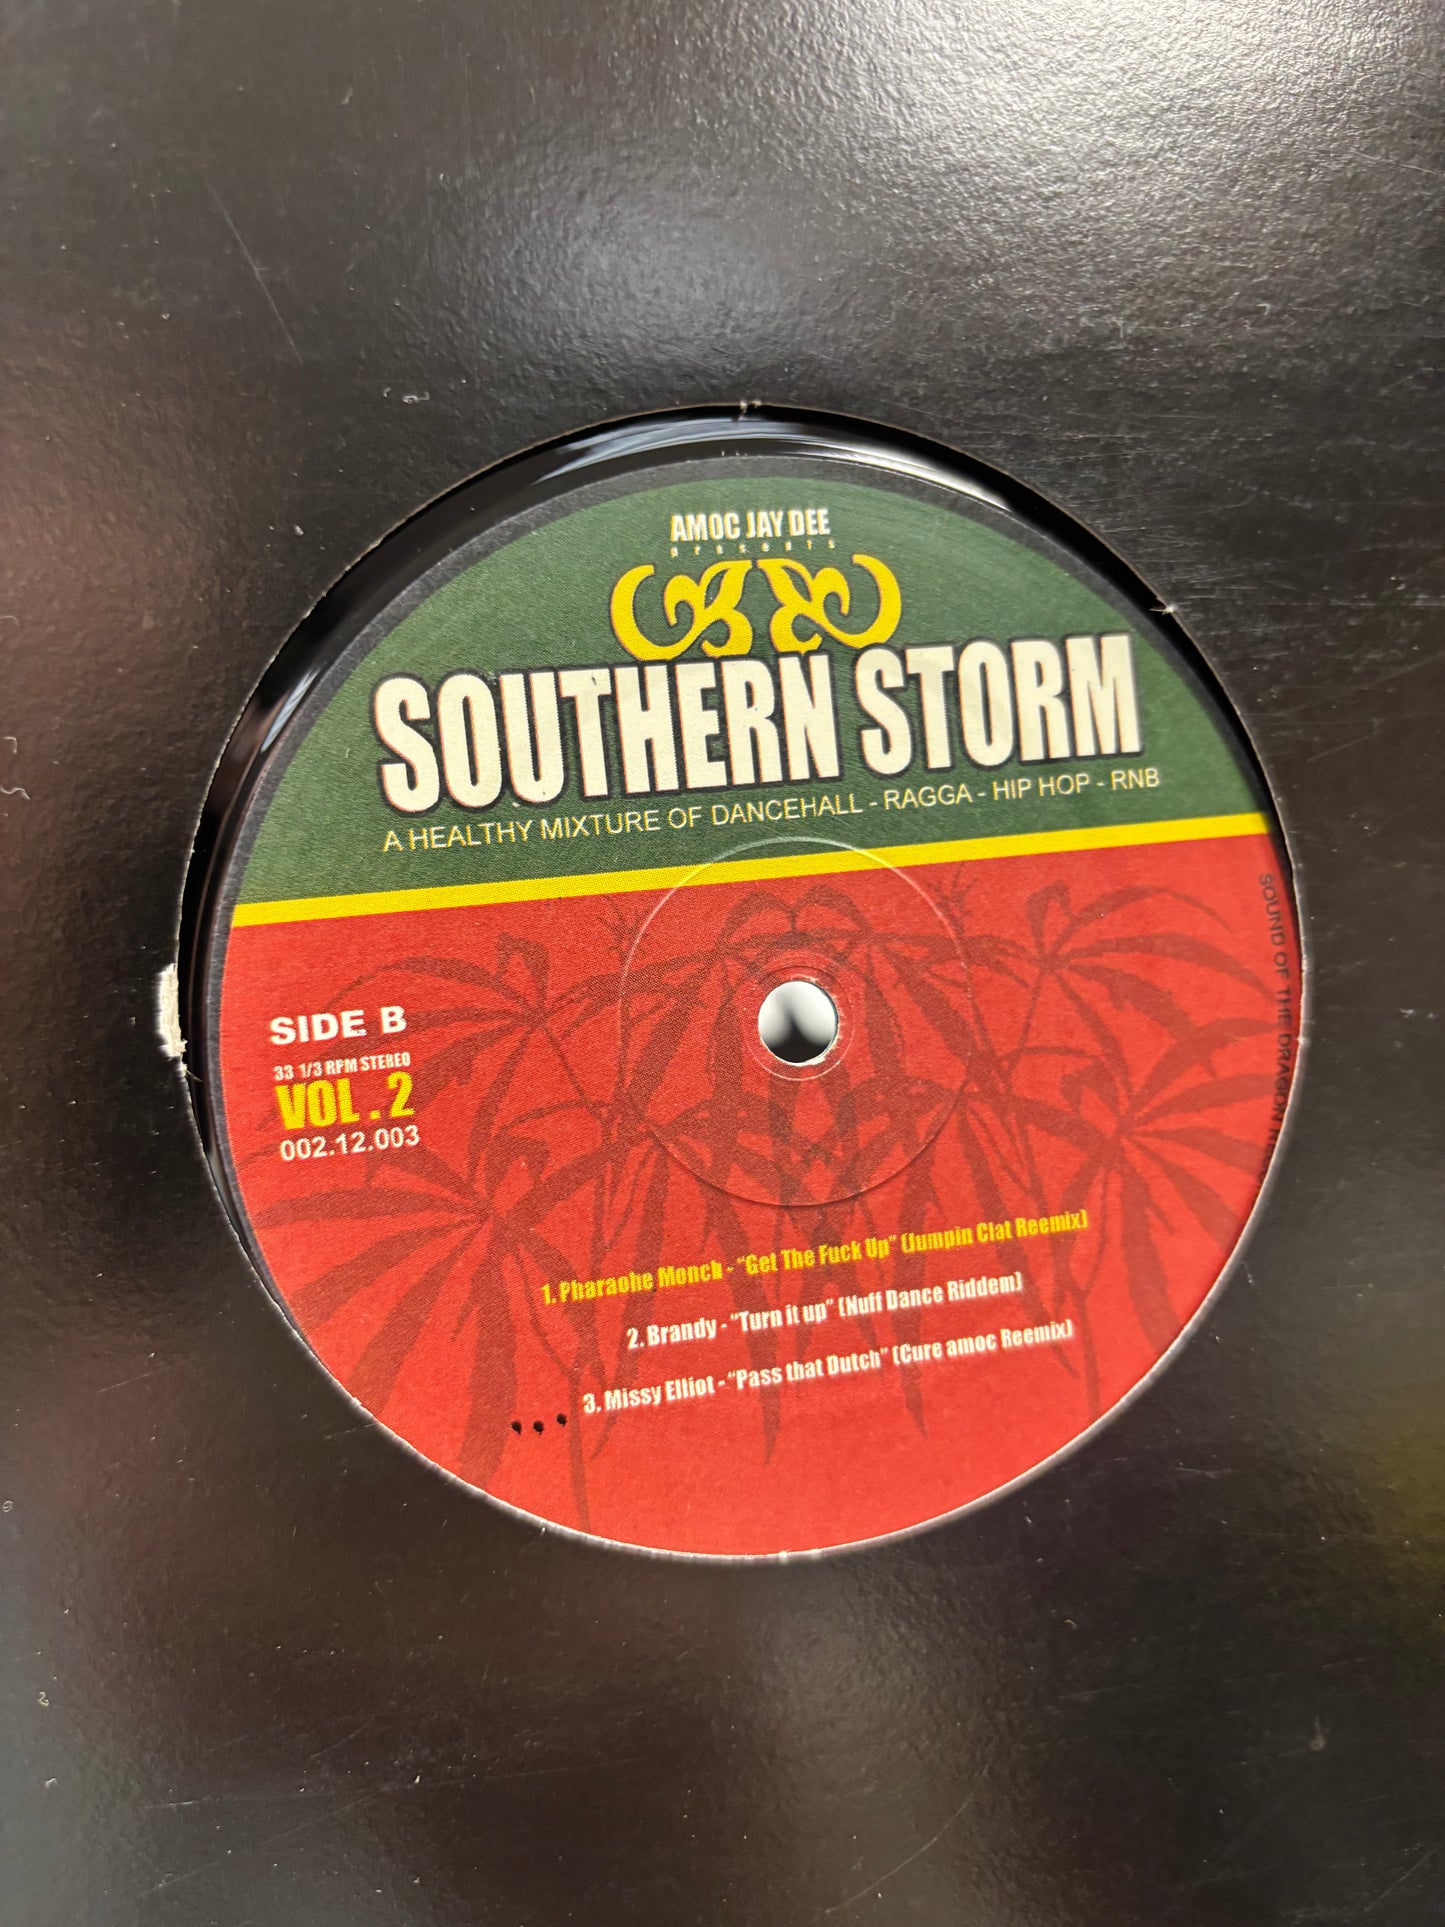 AMOC JAY DEE
presents
SOUTHERN STORM
A HEALTHY MIXTURE OF DANCEHALL - RAGGA - HIP HOP - RNB
SIDE B
33 1/3 RPM STEREO
VOL . 2
002.12.003
1. Pharaohe Monch - “Get The Fuck Up” (Jumpin Clat Reemix)
2. Brandy - “Turn it up” (Nuff Dance Riddem)
3. Missy Elliot - “Pass that Dutch” (Cure amoc Reemix)
SOUND OF THE DRAGON